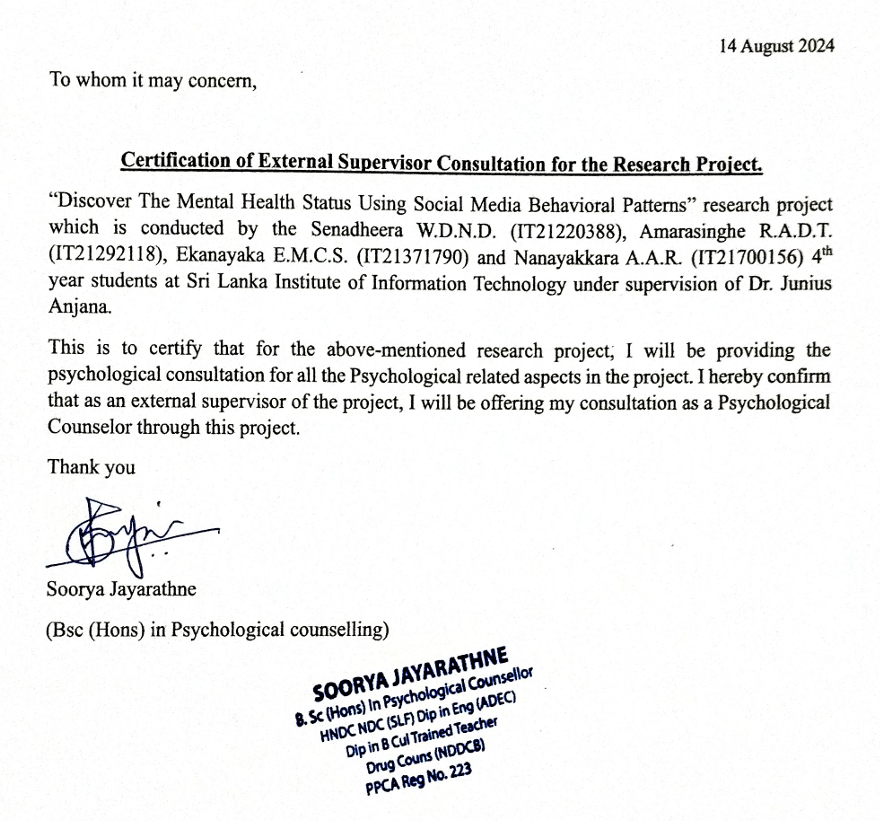 14 August 2024
To whom it may concern,
Certification of External Supervisor Consultation for the Research Project.
“Discover The Mental Health Status Using Social Media Behavioral Patterns” research project
which is conducted by the Senadheera W.D.N.D. (IT21220388), Amarasinghe R.A.D.T.
(IT21292118), Ekanayaka E.M.C.S. (IT21371790) and Nanayakkara A.A.R. (IT21700156) 4th
year students at Sri Lanka Institute of Information Technology under supervision of Dr. Junius
Anjana.
This is to certify that for the above-mentioned research project, I will be providing the
psychological consultation for all the Psychological related aspects in the project. I hereby confirm
that as an external supervisor of the project, I will be offering my consultation as a Psychological
Counselor through this project.
Thank you
Soorya Jayarathne
(Bsc (Hons) in Psychological counselling)
SOORYA JAYARATHNE
B. Sc (Hons) In Psychological Counsellor
HNDC NDC (SLF) Dip in Eng (ADEC)
Dip in B Cul Trained Teacher
Drug Couns (NDDCB)
PPCA Reg No. 223